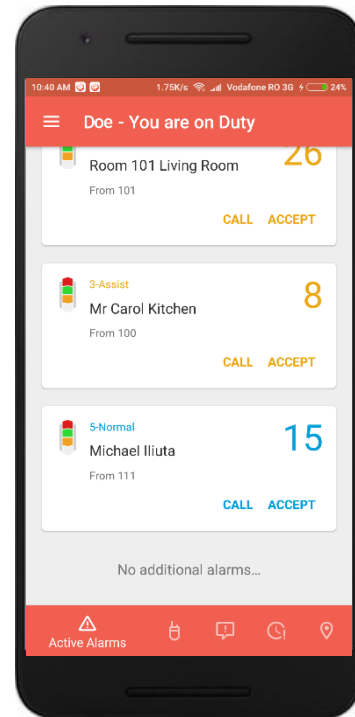 10:40 AM 1.75K/s Vodafone RO 3G 24%
Doe - You are on Duty
26
Room 101 Living Room
From 101
CALL ACCEPT
3-Assist
8
Mr Carol Kitchen
From 100
CALL ACCEPT
5-Normal
15
Michael Iliuta
From 111
CALL ACCEPT
No additional alarms...
Active Alarms